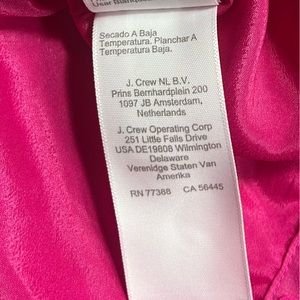 Secado A Baja
Temperatura. Planchar A
Temperatura Baja.
J. Crew NL B.V.
Prins Bernhardplein 200
1097 JB Amsterdam,
Netherlands
J. Crew Operating Corp
251 Little Falls Drive
USA DE19808 Wilmington
Delaware
Verenidge Staten Van
Amerika
RN 77388 CA 56445